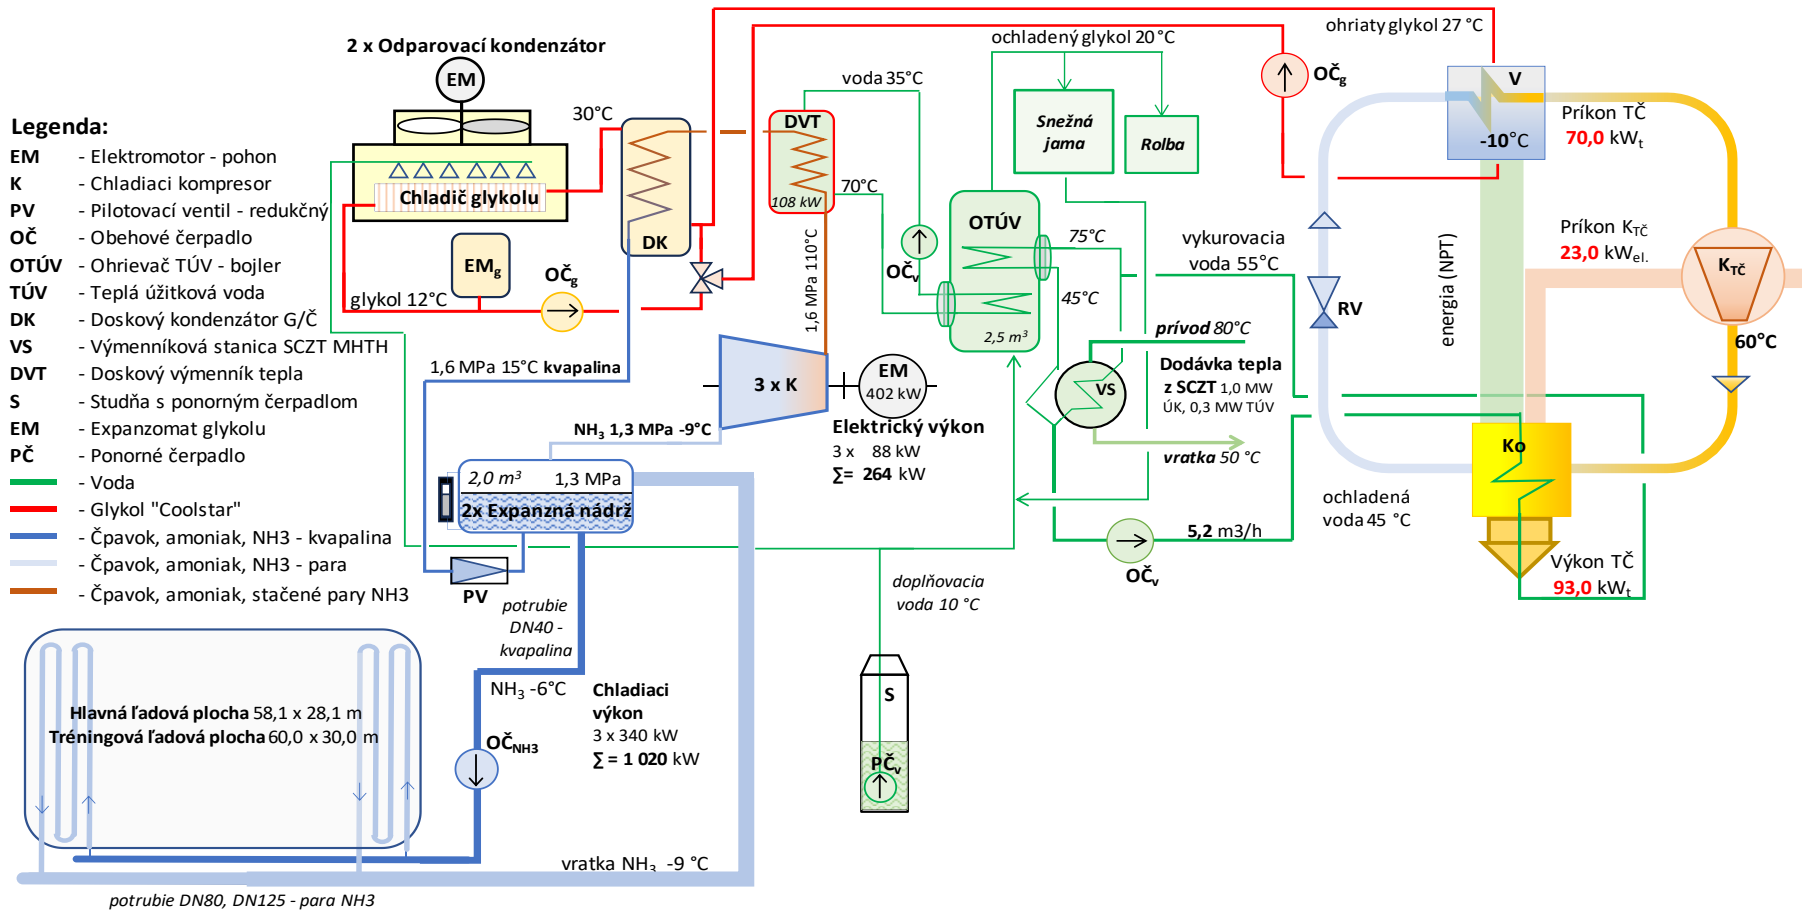 2 x Odparovací kondenzátor
EM
Legenda:
EM - Elektromotor - pohon
K - Chladiaci kompresor
PV - Pilotovací ventil - redukčný
OČ - Obehové čerpadlo
OTÚV - Ohrievač TÚV - bojler
TÚV - Teplá úžitková voda
DK - Doskový kondenzátor G/Č
VS - Výmenníková stanica SCZT MHTH
DVT - Doskový výmenník tepla
S - Studňa s ponorným čerpadlom
EM - Expanzomat glykolu
PČ - Ponorné čerpadlo
- Voda
- Glykol "Coolstar"
- Čpavok, amoniak, NH3 - kvapalina
- Čpavok, amoniak, NH3 - para
- Čpavok, amoniak, stačené pary NH3
Chladič glykolu
30°C
EMg
OČg
glykol 12°C
DK
DVT
108 kW
voda 35°C
70°C
1,6 MPa 110°C
OČv
ochladený glykol 20°C
Snežná
jama
Rolba
OTÚV
2,5 m³
75°C
45°C
ohriaty glykol 27 °C
OČg
V
-10°C
Príkon TČ
70,0 kWt
Príkon KTČ
23,0 kWel.
KTČ
60°C
energia (NPT)
RV
vykurovacia
voda 55°C
prívod 80°C
Dodávka tepla
z SCZT 1,0 MW
ÚK, 0,3 MW TÚV
VS
vratka 50 °C
Ko
ochladená
voda 45 °C
Výkon TČ
93,0 kWt
5,2 m3/h
OČv
1,6 MPa 15°C kvapalina
3 x K
EM
402 kW
Elektrický výkon
3 x 88 kW
∑= 264 kW
NH3 1,3 MPa -9°C
2,0 m³ 1,3 MPa
2x Expanzná nádrž
PV
potrubie
DN40 -
kvapalina
doplňovacia
voda 10 °C
NH3 -6°C
Chladiaci
výkon
3 x 340 kW
∑ = 1 020 kW
OČNH3
S
PČv
Hlavná ľadová plocha 58,1 x 28,1 m
Tréningová ľadová plocha 60,0 x 30,0 m
vratka NH3 -9 °C
potrubie DN80, DN125 - para NH3